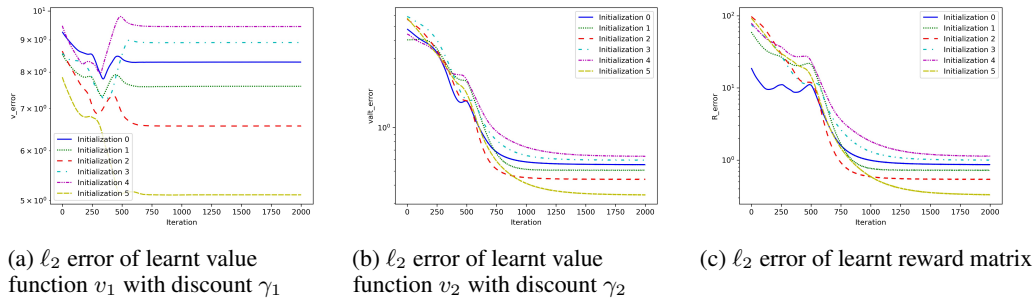 v_error
10¹
9 × 10⁰
8 × 10⁰
7 × 10⁰
6 × 10⁰
5 × 10⁰
Initialization 0
Initialization 1
Initialization 2
Initialization 3
Initialization 4
Initialization 5
0 250 500 750 1000 1250 1500 1750 2000
Iteration
(a) ℓ₂ error of learnt value
function v₁ with discount γ₁
valt_error
10⁰
Initialization 0
Initialization 1
Initialization 2
Initialization 3
Initialization 4
Initialization 5
0 250 500 750 1000 1250 1500 1750 2000
Iteration
(b) ℓ₂ error of learnt value
function v₂ with discount γ₂
R_error
10²
10¹
10⁰
Initialization 0
Initialization 1
Initialization 2
Initialization 3
Initialization 4
Initialization 5
0 250 500 750 1000 1250 1500 1750 2000
Iteration
(c) ℓ₂ error of learnt reward matrix